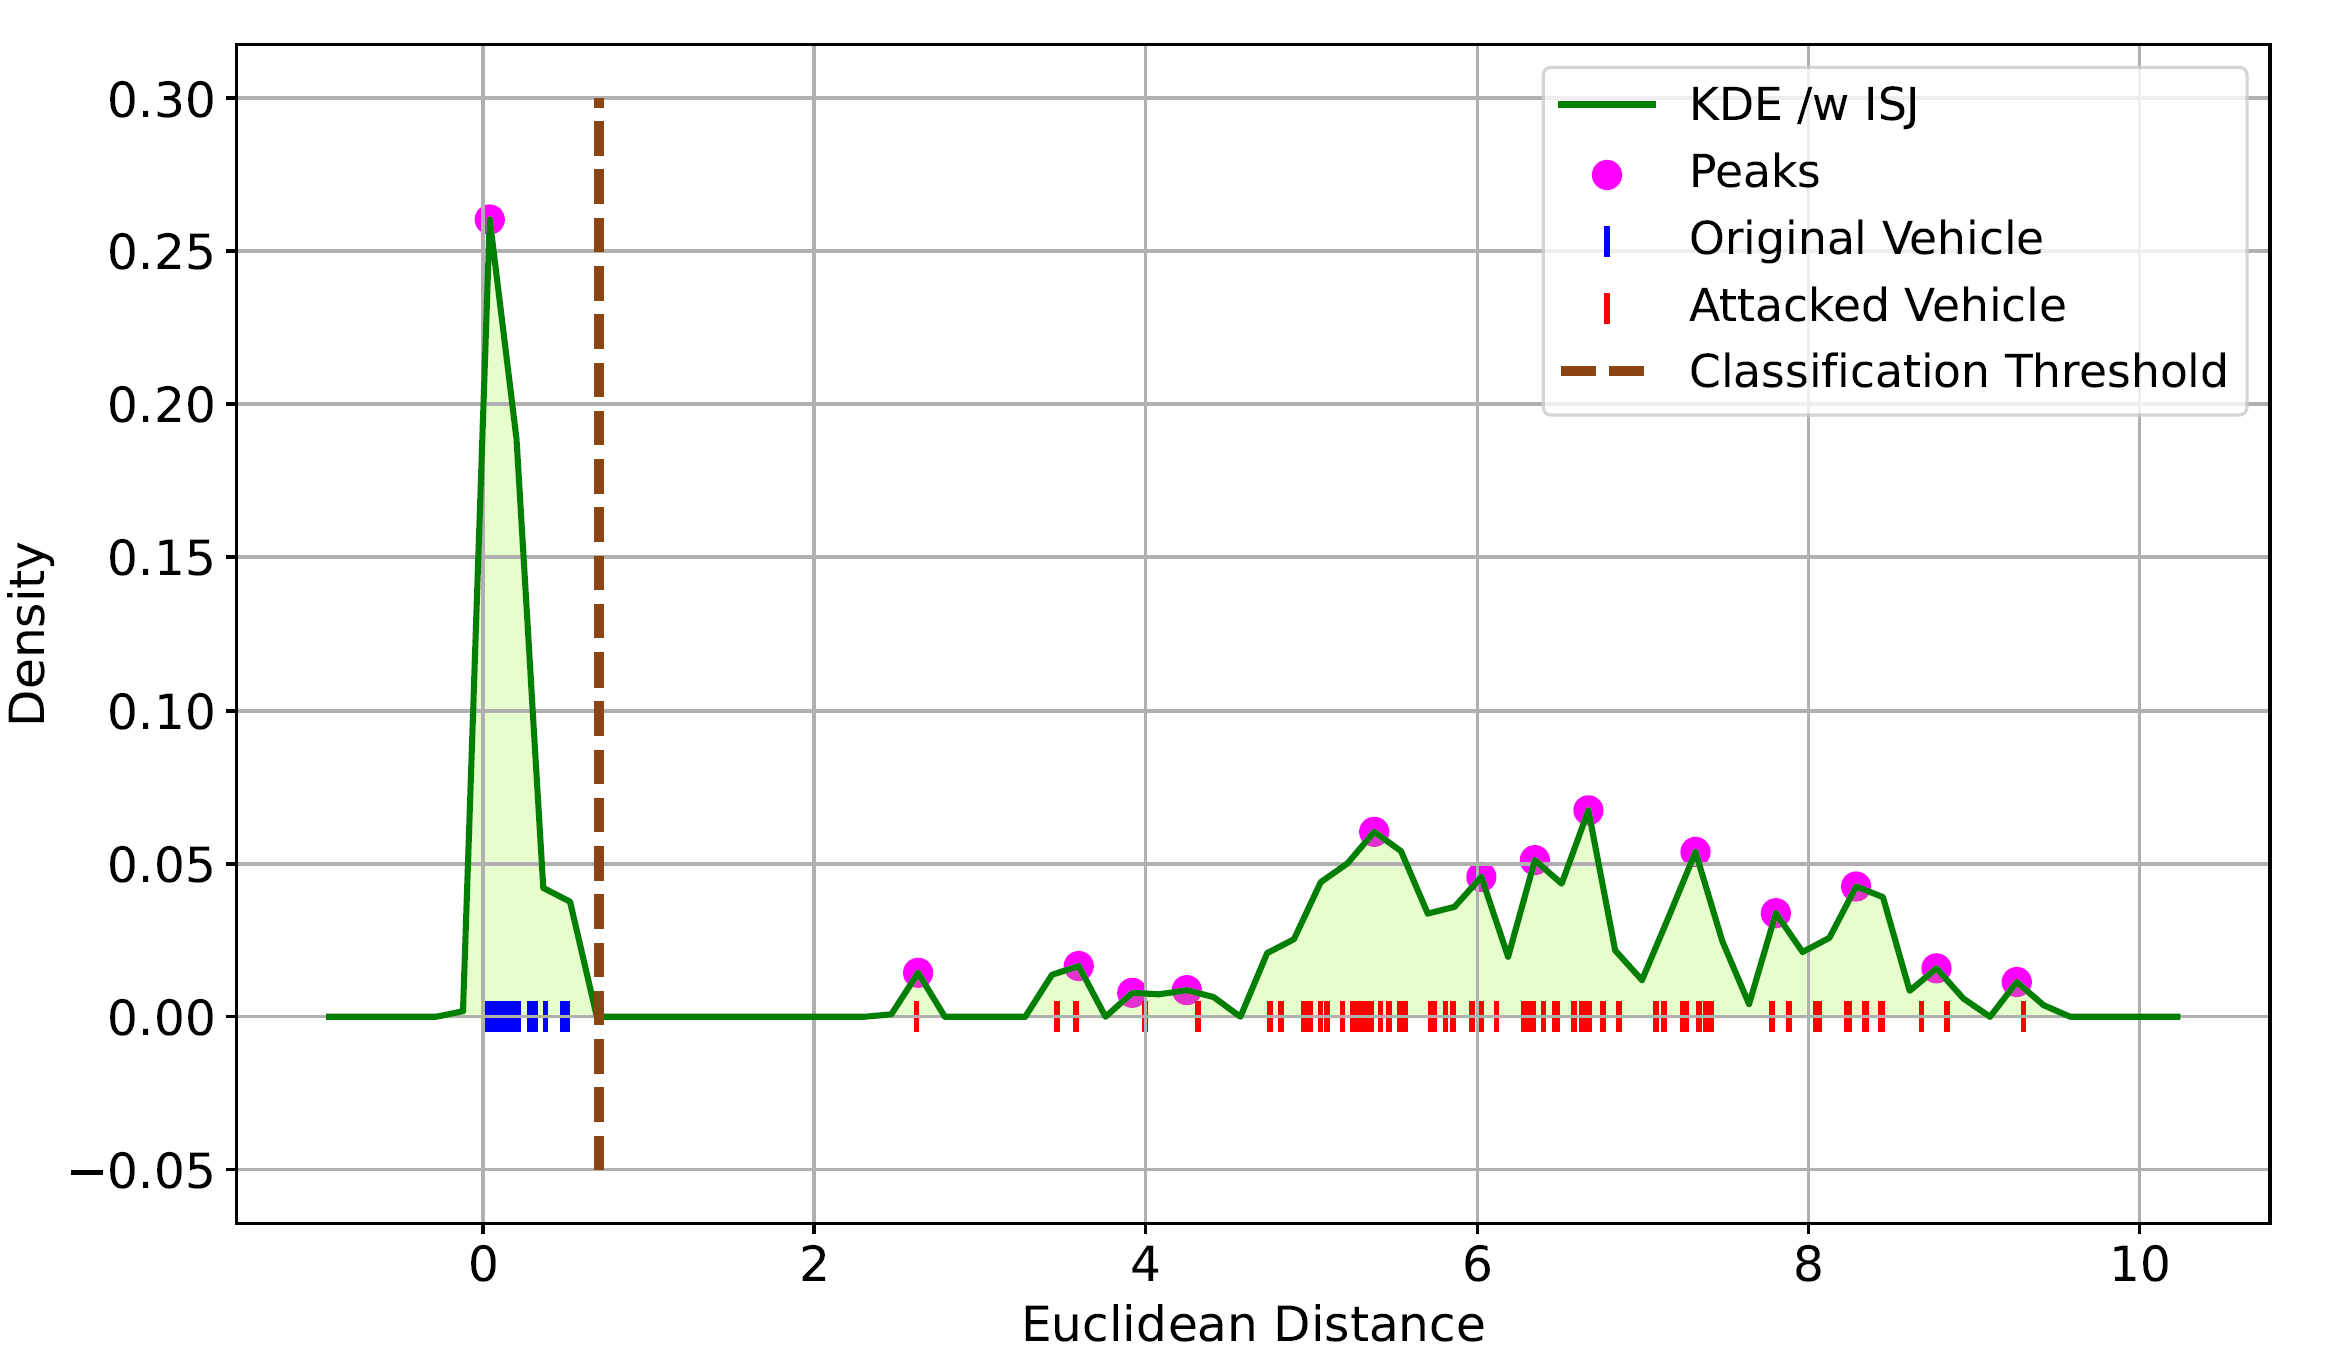 0.30
0.25
0.20
0.15
0.10
0.05
0.00
−0.05
Density
0
2
4
6
8
10
Euclidean Distance
KDE /w ISJ
Peaks
Original Vehicle
Attacked Vehicle
Classification Threshold